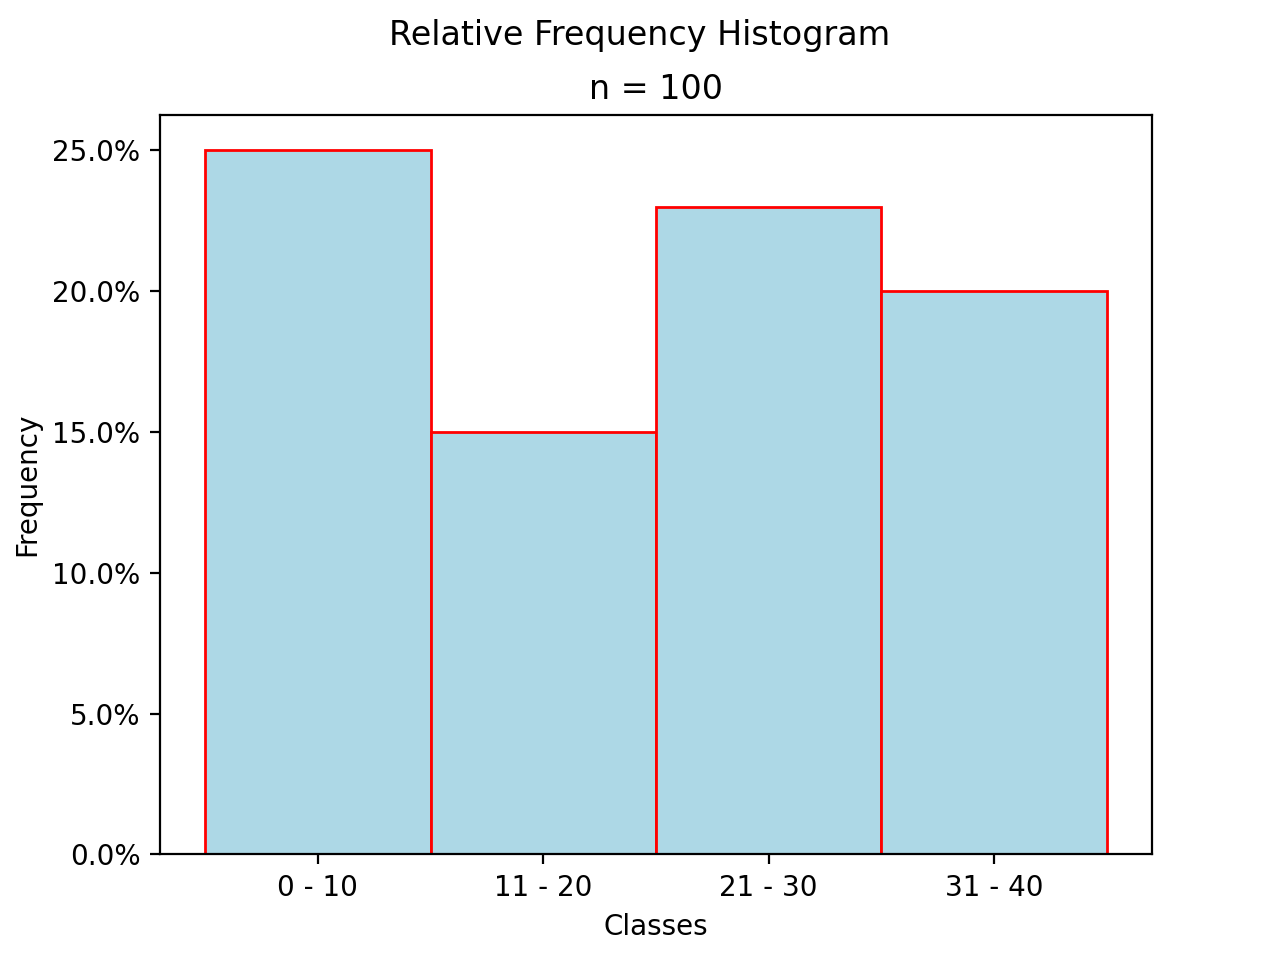 Relative Frequency Histogram
n = 100
25.0%
20.0%
15.0%
10.0%
5.0%
0.0%
Frequency
0 - 10 11 - 20 21 - 30 31 - 40
Classes